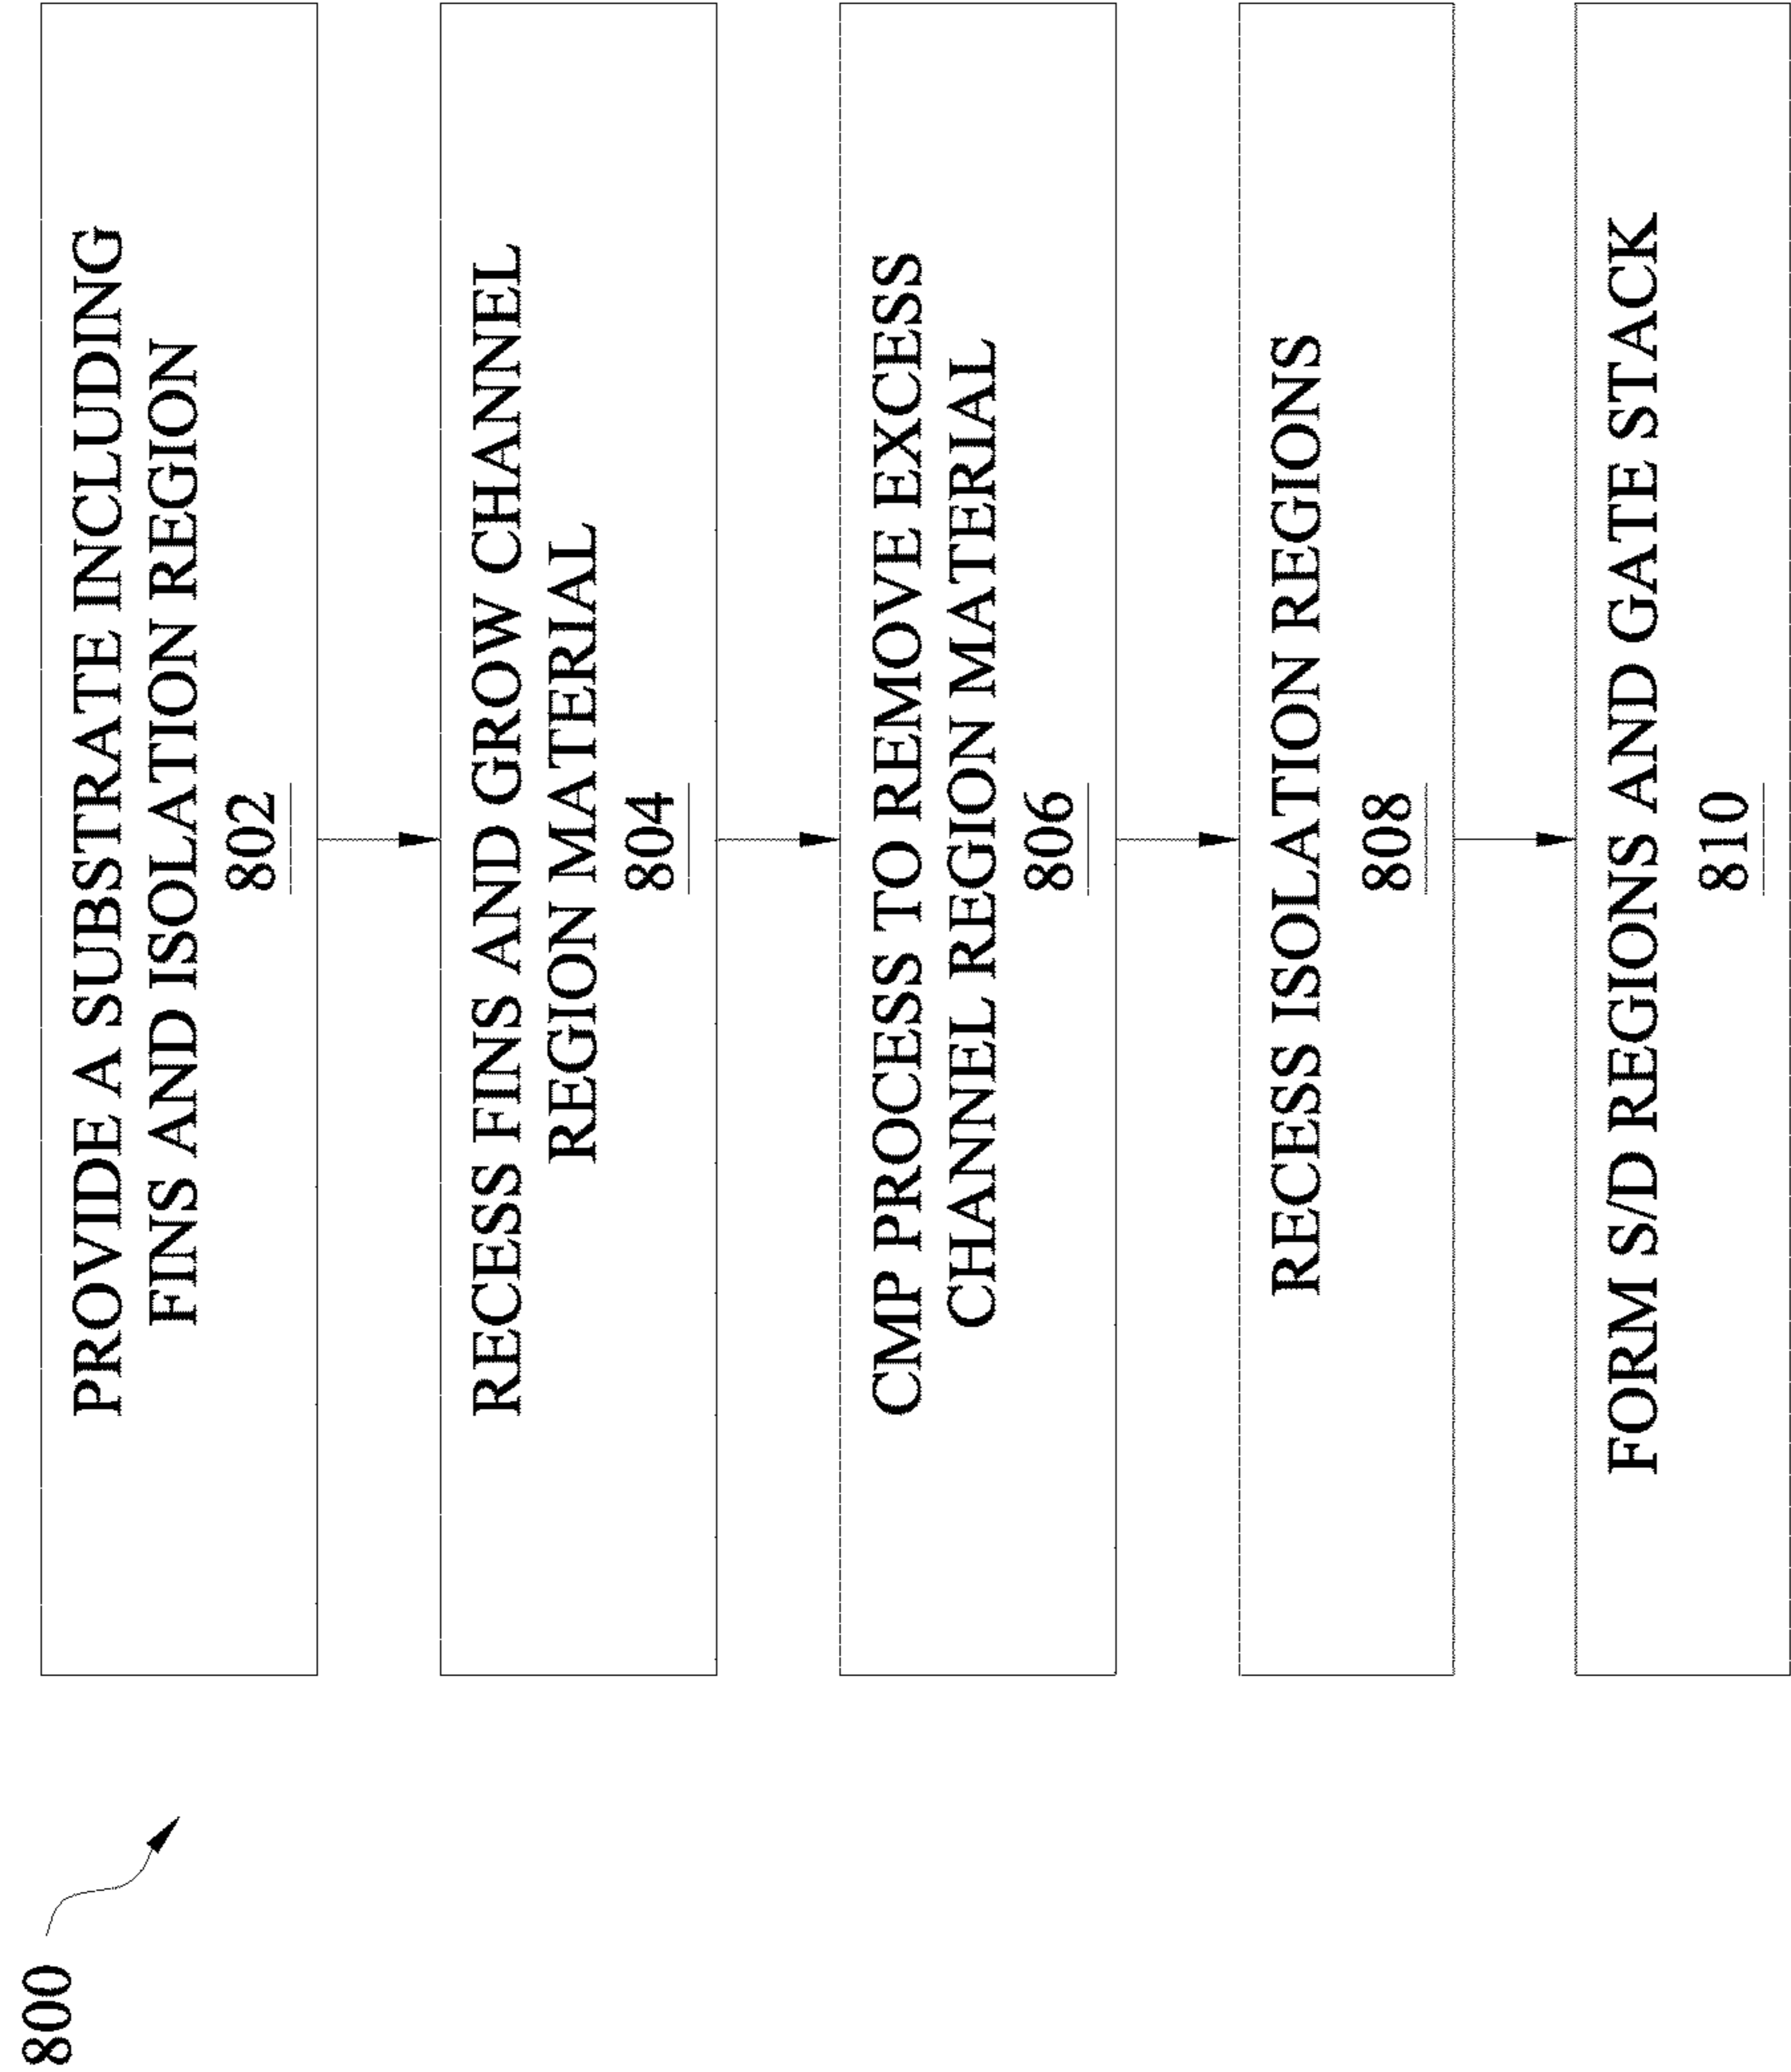 800
PROVIDE A SUBSTRATE INCLUDING
FINS AND ISOLATION REGION
802
RECESS FINS AND GROW CHANNEL
REGION MATERIAL
804
CMP PROCESS TO REMOVE EXCESS
CHANNEL REGION MATERIAL
806
RECESS ISOLATION REGIONS
808
FORM S/D REGIONS AND GATE STACK
810